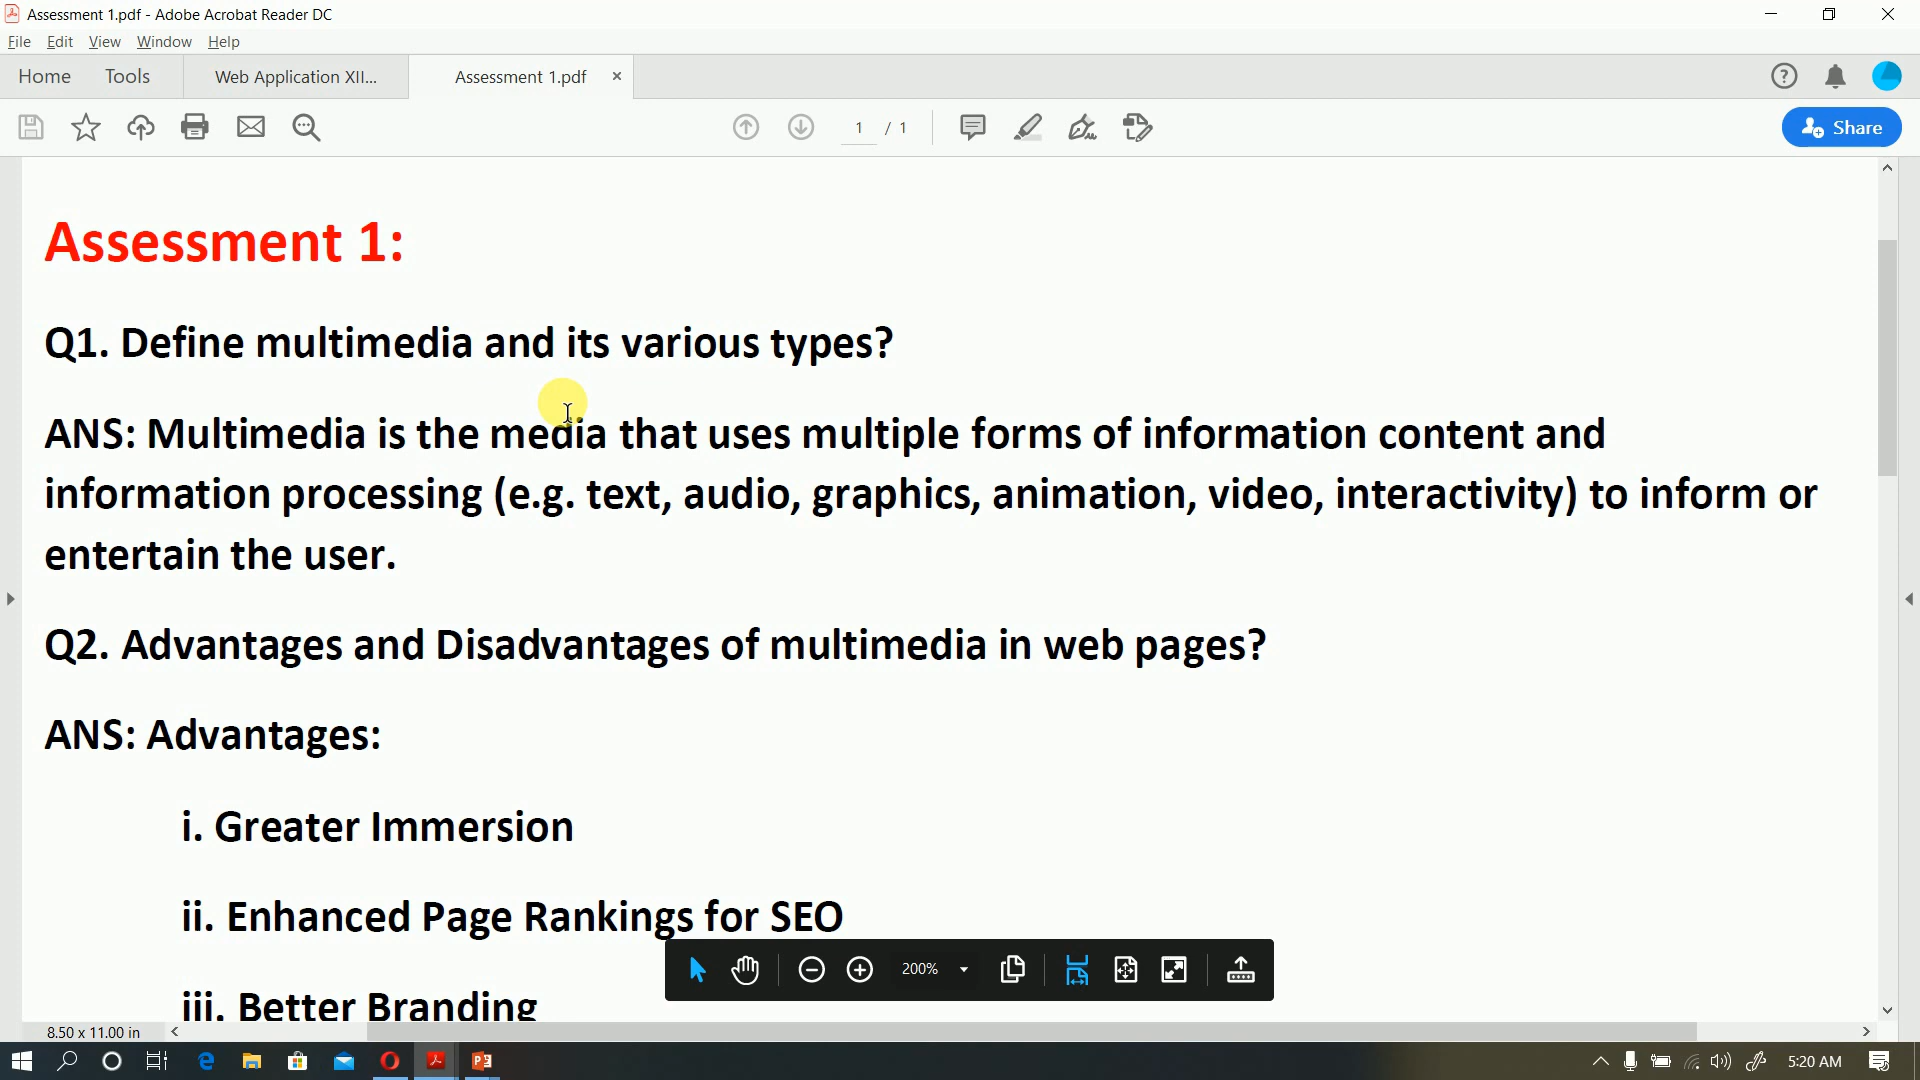 Assessment 1.pdf - Adobe Acrobat Reader DC
File Edit View Window Help
Home Tools Web Application XII... Assessment 1.pdf
1 / 1
Share
Assessment 1:
Q1. Define multimedia and its various types?
ANS: Multimedia is the media that uses multiple forms of information content and
information processing (e.g. text, audio, graphics, animation, video, interactivity) to inform or
entertain the user.
Q2. Advantages and Disadvantages of multimedia in web pages?
ANS: Advantages:
i. Greater Immersion
ii. Enhanced Page Rankings for SEO
iii. Better Branding
200%
8.50 x 11.00 in
5:20 AM